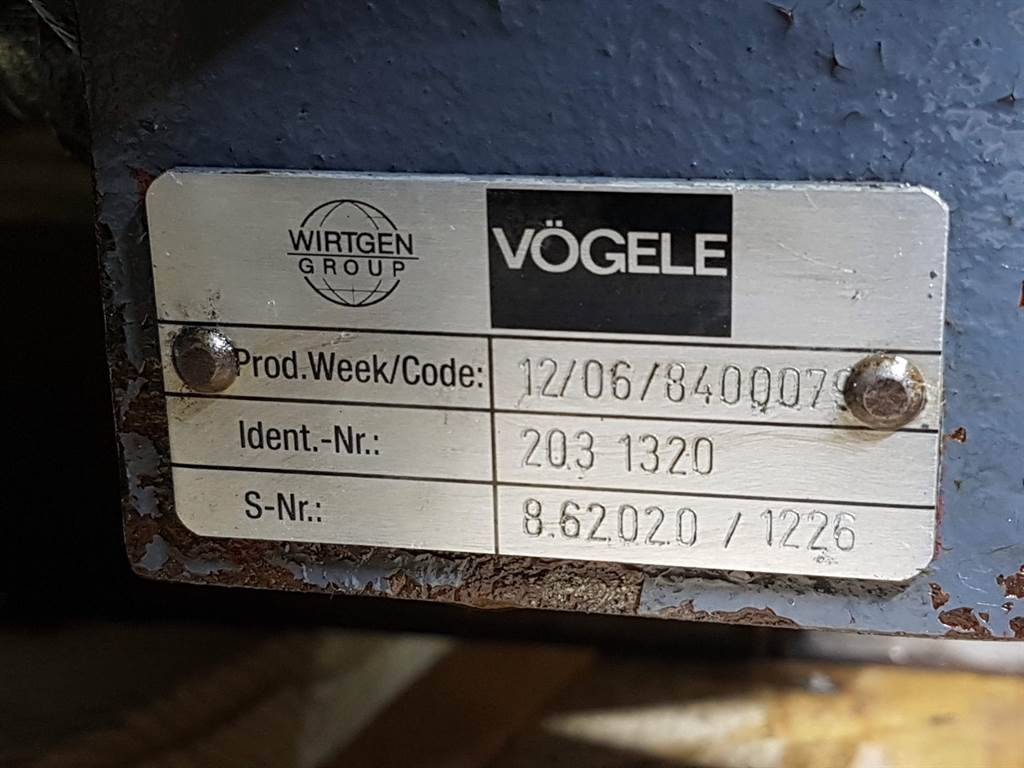 WIRTGEN
GROUP
VÖGELE
Prod.Week/Code: 12/06/8400079
Ident.-Nr.: 203 1320
S-Nr.: 8.62020 / 1226